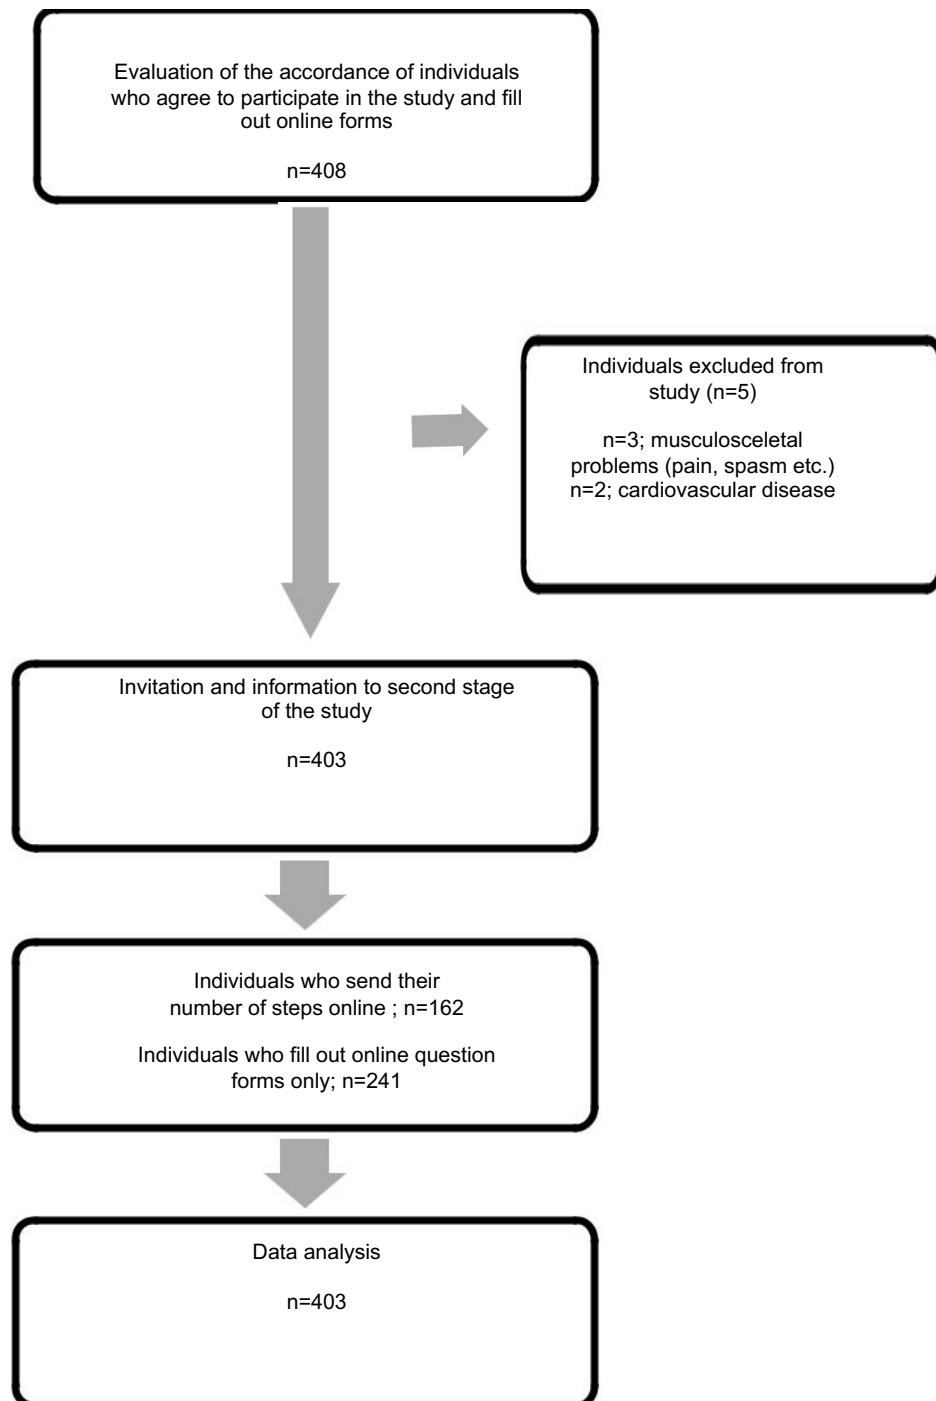 Evaluation of the accordance of individuals
who agree to participate in the study and fill
out online forms
n=408
Individuals excluded from
study (n=5)
n=3; musculosceletal
problems (pain, spasm etc.)
n=2; cardiovascular disease
Invitation and information to second stage
of the study
n=403
Individuals who send their
number of steps online ; n=162
Individuals who fill out online question
forms only; n=241
Data analysis
n=403